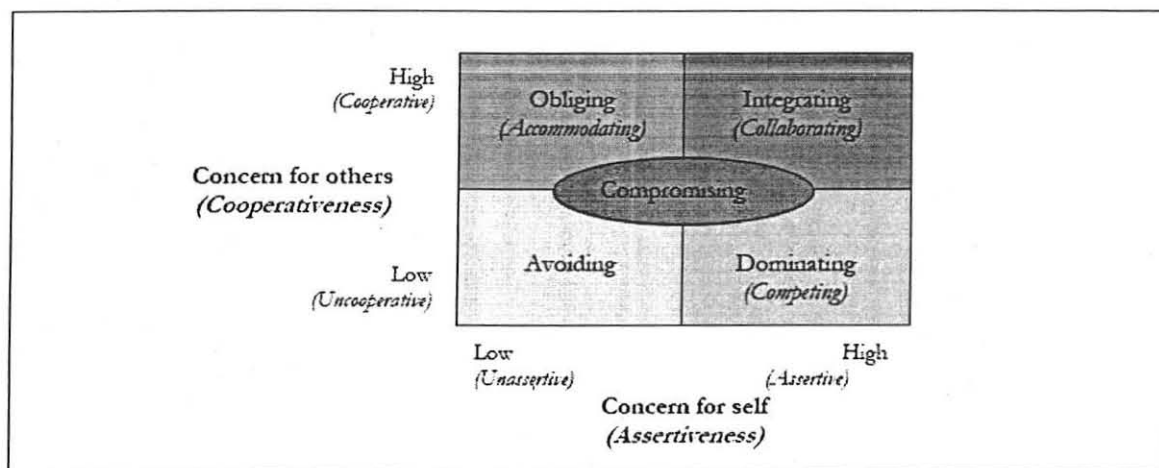 High
(Cooperative)
Obliging
(Accommodating)
Integrating
(Collaborating)
Concern for others
(Cooperativeness)
Compromising
Low
(Uncooperative)
Avoiding
Dominating
(Competing)
Low
(Unassertive)
High
(Assertive)
Concern for self
(Assertiveness)